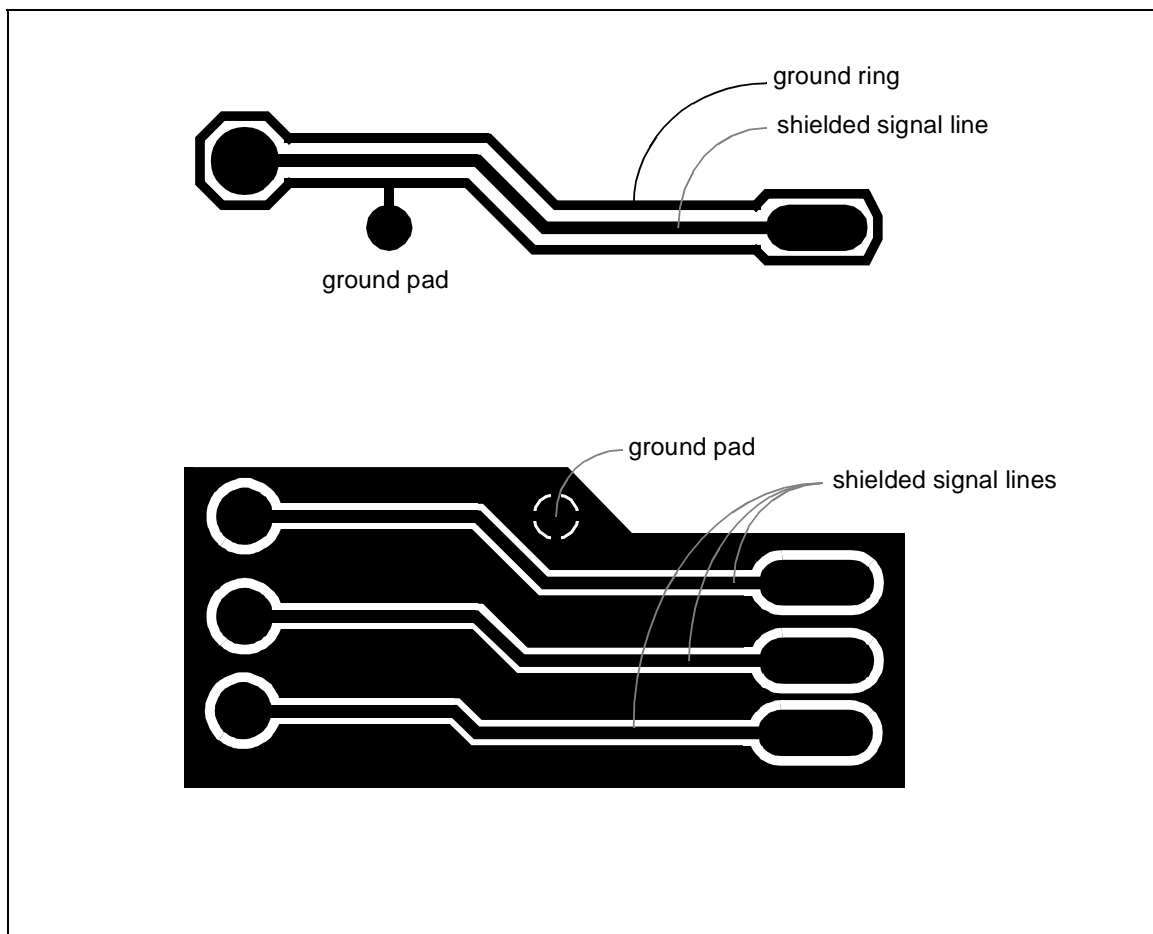 ground ring
shielded signal line
ground pad
ground pad
shielded signal lines